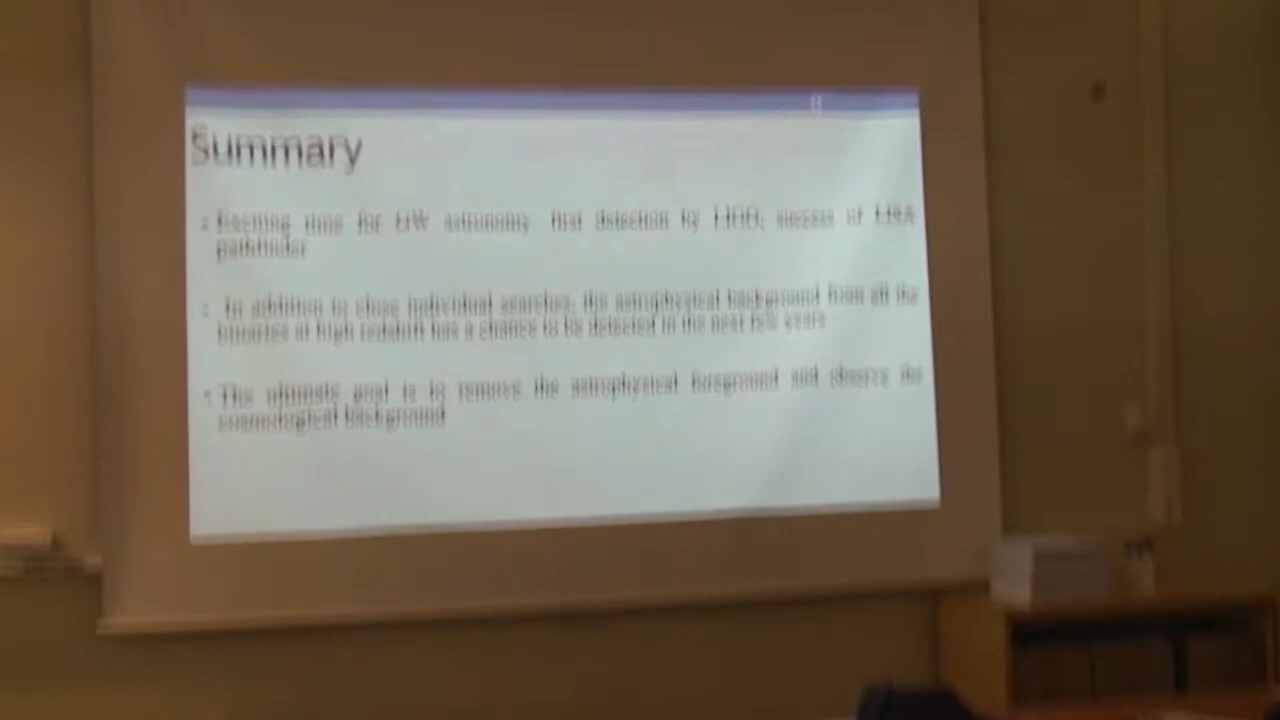 Summary
Exciting time for GW astronomy: first detection by LIGO, success of LISA
pathfinder
In addition to close individual searches, the astrophysical background from all the
binaries at high redshift has a chance to be detected in the next few years
The ultimate goal is to remove the astrophysical foreground and observe the
cosmological background